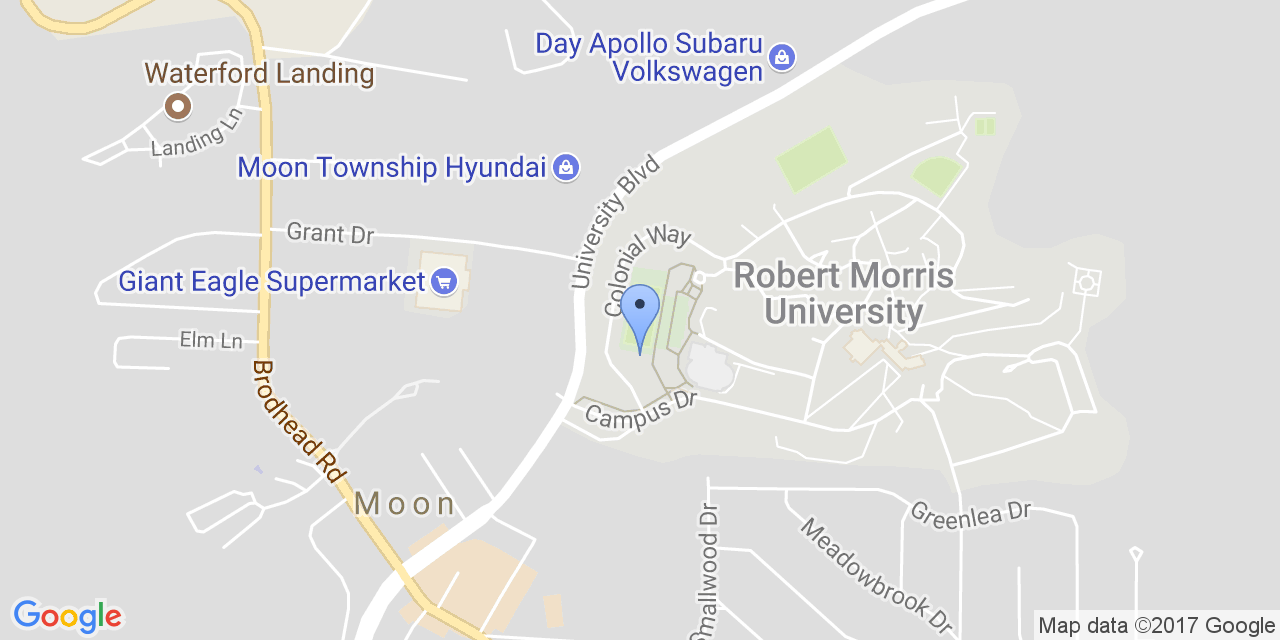 Day Apollo Subaru
Volkswagen
Waterford Landing
Landing Ln
Moon Township Hyundai
University Blvd
Grant Dr
Colonial Way
Robert Morris
University
Giant Eagle Supermarket
Elm Ln
Brodhead Rd
Campus Dr
Moon
Greenlea Dr
Smallwood Dr
Meadowbrook Dr
Google
Map data ©2017 Google